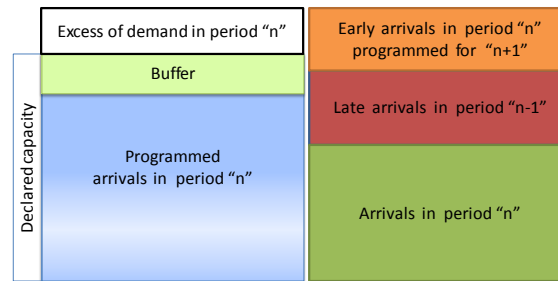 Excess of demand in period “n”
Buffer
Declared capacity
Programmed
arrivals in period “n”
Early arrivals in period “n”
programmed for “n+1”
Late arrivals in period “n-1”
Arrivals in period “n”